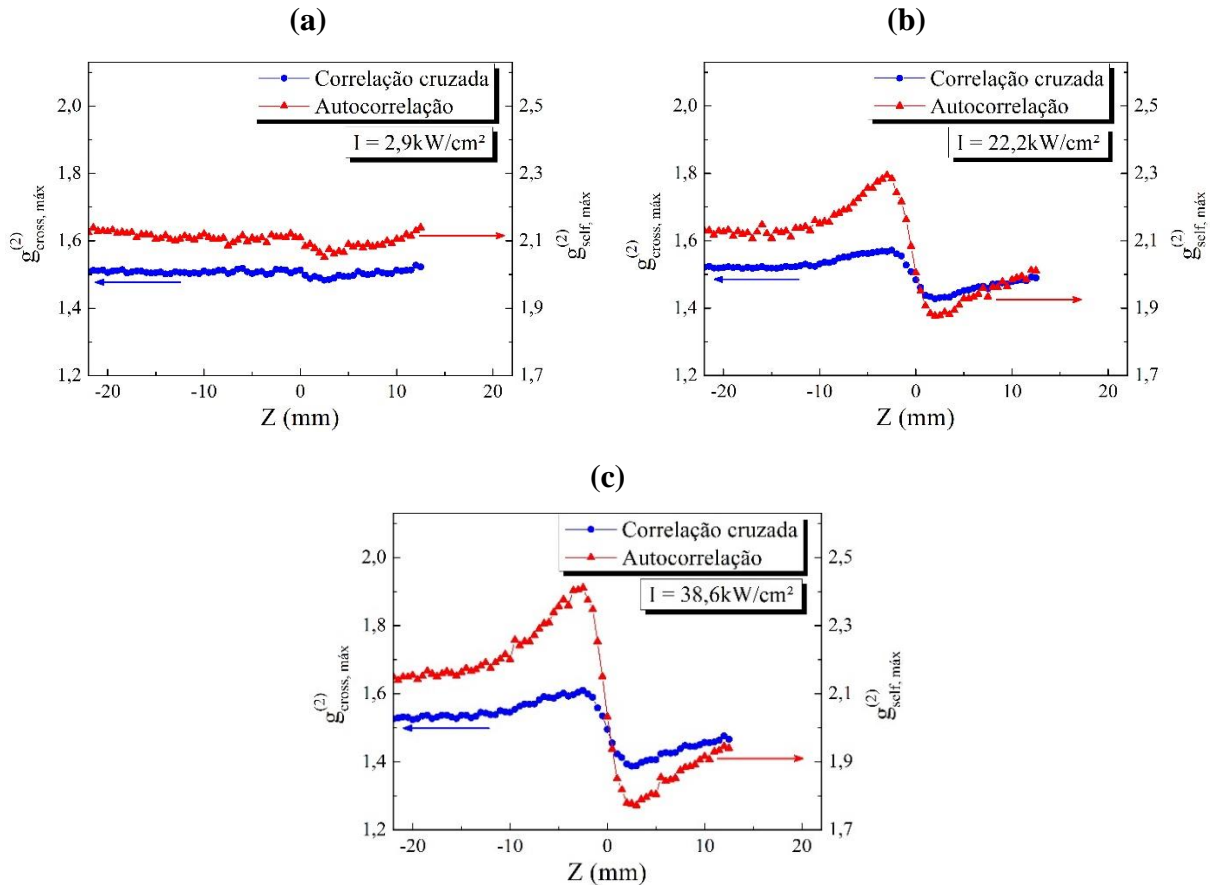 (a)
Correlação cruzada
Autocorrelação
I = 2,9kW/cm²
2,0
1,8
1,6
1,4
1,2
2,5
2,3
2,1
1,9
1,7
g(2)cross, máx
g(2)self, máx
-20 -10 0 10 20
Z (mm)
(b)
Correlação cruzada
Autocorrelação
I = 22,2kW/cm²
2,0
1,8
1,6
1,4
1,2
2,5
2,3
2,1
1,9
1,7
g(2)cross, máx
g(2)self, máx
-20 -10 0 10 20
Z (mm)
(c)
Correlação cruzada
Autocorrelação
I = 38,6kW/cm²
2,0
1,8
1,6
1,4
1,2
2,5
2,3
2,1
1,9
1,7
g(2)cross, máx
g(2)self, máx
-20 -10 0 10 20
Z (mm)